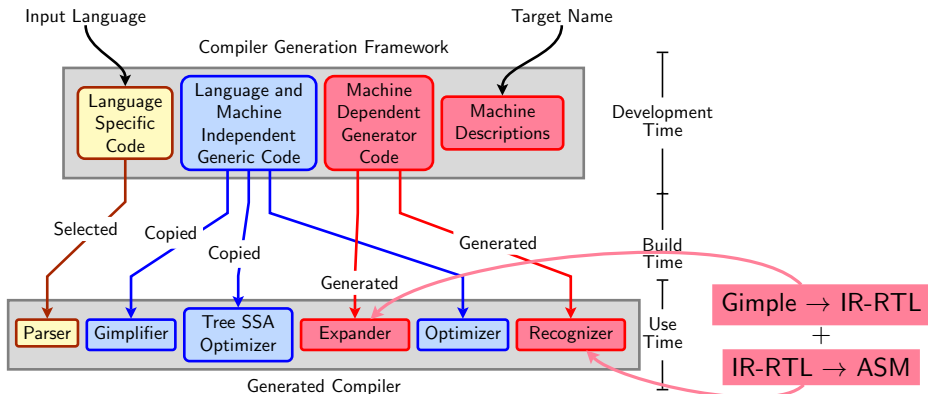 Input Language
Target Name
Compiler Generation Framework
Language
Specific
Code
Language and
Machine
Independent
Generic Code
Machine
Dependent
Generator
Code
Machine
Descriptions
Development
Time
Selected
Copied
Copied
Generated
Generated
Build
Time
Parser
Gimplifier
Tree SSA
Optimizer
Expander
Optimizer
Recognizer
Use
Time
Gimple → IR-RTL
+
IR-RTL → ASM
Generated Compiler